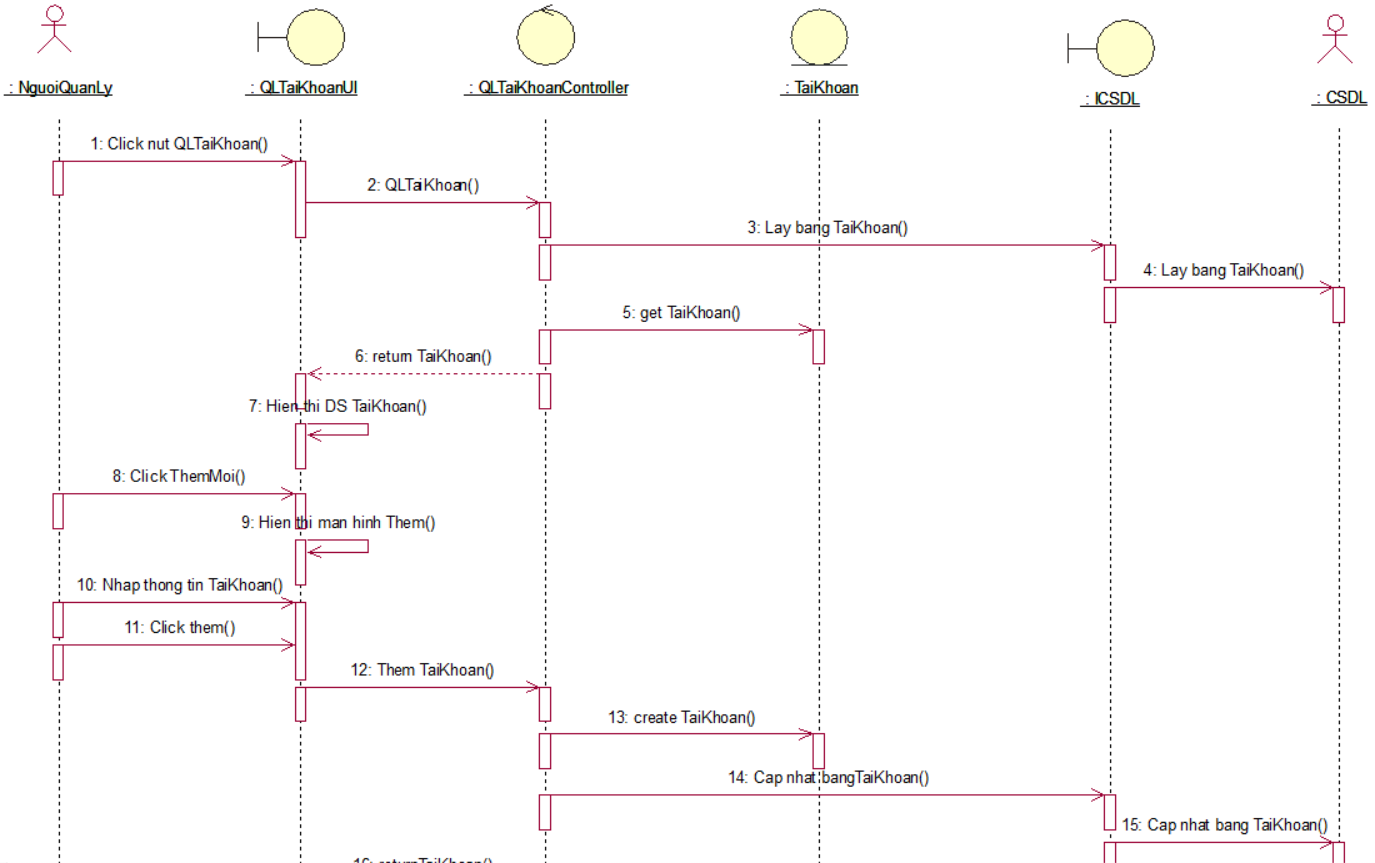 : NguoiQuanLy
: QLTaiKhoanUI
: QLTaiKhoanController
: TaiKhoan
: ICSDL
: CSDL
1: Click nut QLTaiKhoan()
2: QLTaiKhoan()
3: Lay bang TaiKhoan()
4: Lay bang TaiKhoan()
5: get TaiKhoan()
6: return TaiKhoan()
7: Hien thi DS TaiKhoan()
8: Click ThemMoi()
9: Hien thi man hinh Them()
10: Nhap thong tin TaiKhoan()
11: Click them()
12: Them TaiKhoan()
13: create TaiKhoan()
14: Cap nhat bangTaiKhoan()
15: Cap nhat bang TaiKhoan()
16: returnTaiKhoan()